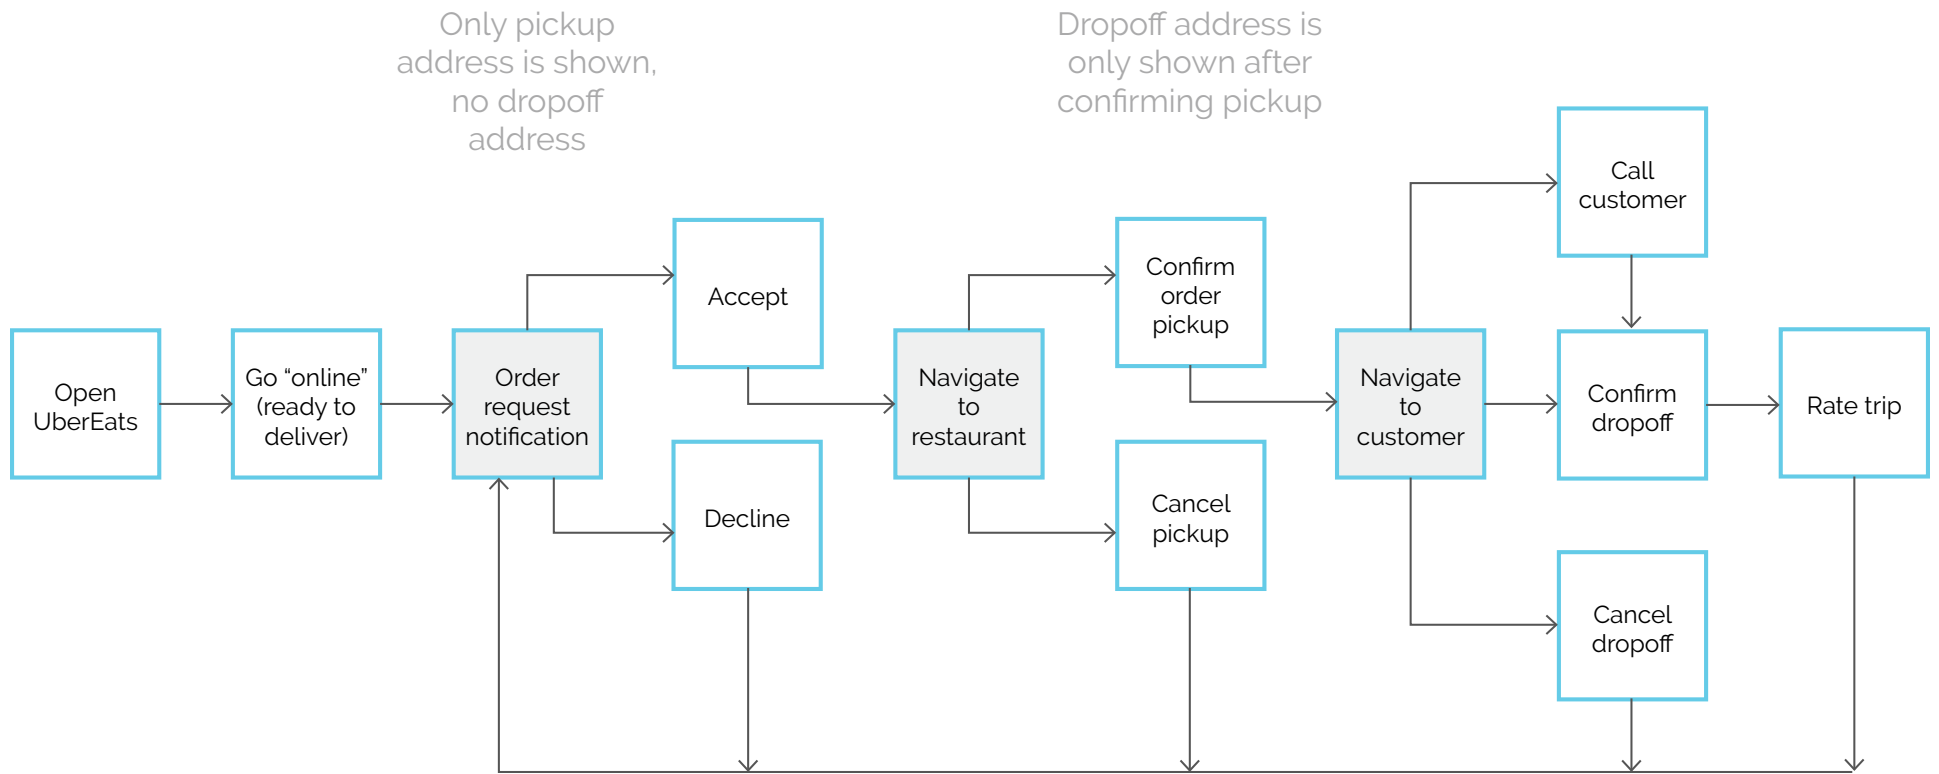 Only pickup
address is shown,
no dropoff
address
Dropoff address is
only shown after
confirming pickup
Open
UberEats
Go “online”
(ready to
deliver)
Order
request
notification
Accept
Decline
Navigate
to
restaurant
Confirm
order
pickup
Cancel
pickup
Navigate
to
customer
Call
customer
Confirm
dropoff
Cancel
dropoff
Rate trip